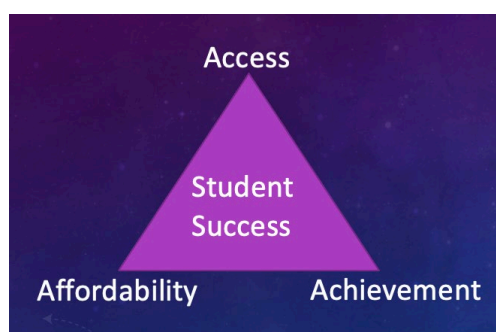 Access
Student
Success
Affordability
Achievement